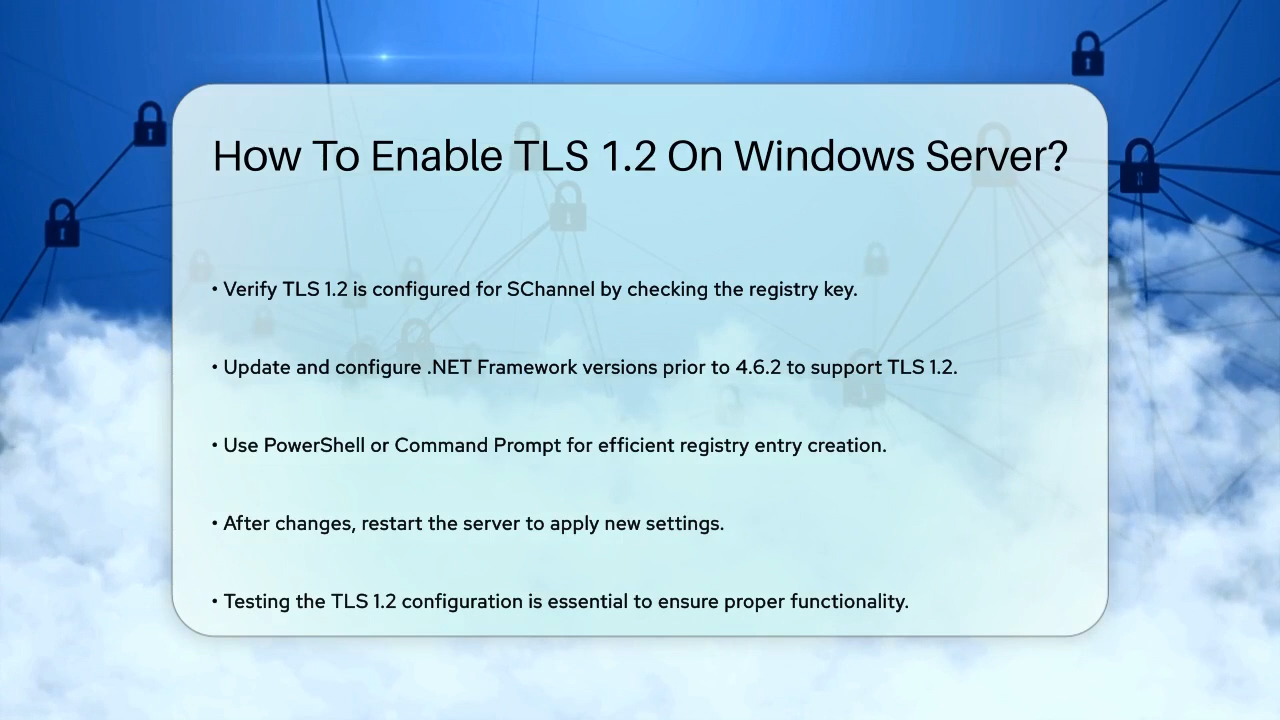 How To Enable TLS 1.2 On Windows Server?
• Verify TLS 1.2 is configured for SChannel by checking the registry key.
• Update and configure .NET Framework versions prior to 4.6.2 to support TLS 1.2.
• Use PowerShell or Command Prompt for efficient registry entry creation.
• After changes, restart the server to apply new settings.
• Testing the TLS 1.2 configuration is essential to ensure proper functionality.